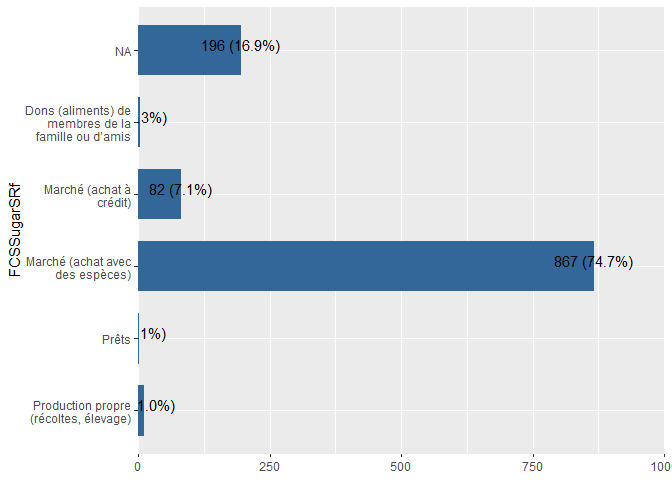 NA
196 (16.9%)
Dons (aliments) de
membres de la
famille ou d'amis
3%)
Marché (achat à
crédit)
82 (7.1%)
FCSSugarSRf
Marché (achat avec
des espèces)
867 (74.7%)
Prêts
1%)
Production propre
(récoltes, élevage)
1.0%)
0
250
500
750
100